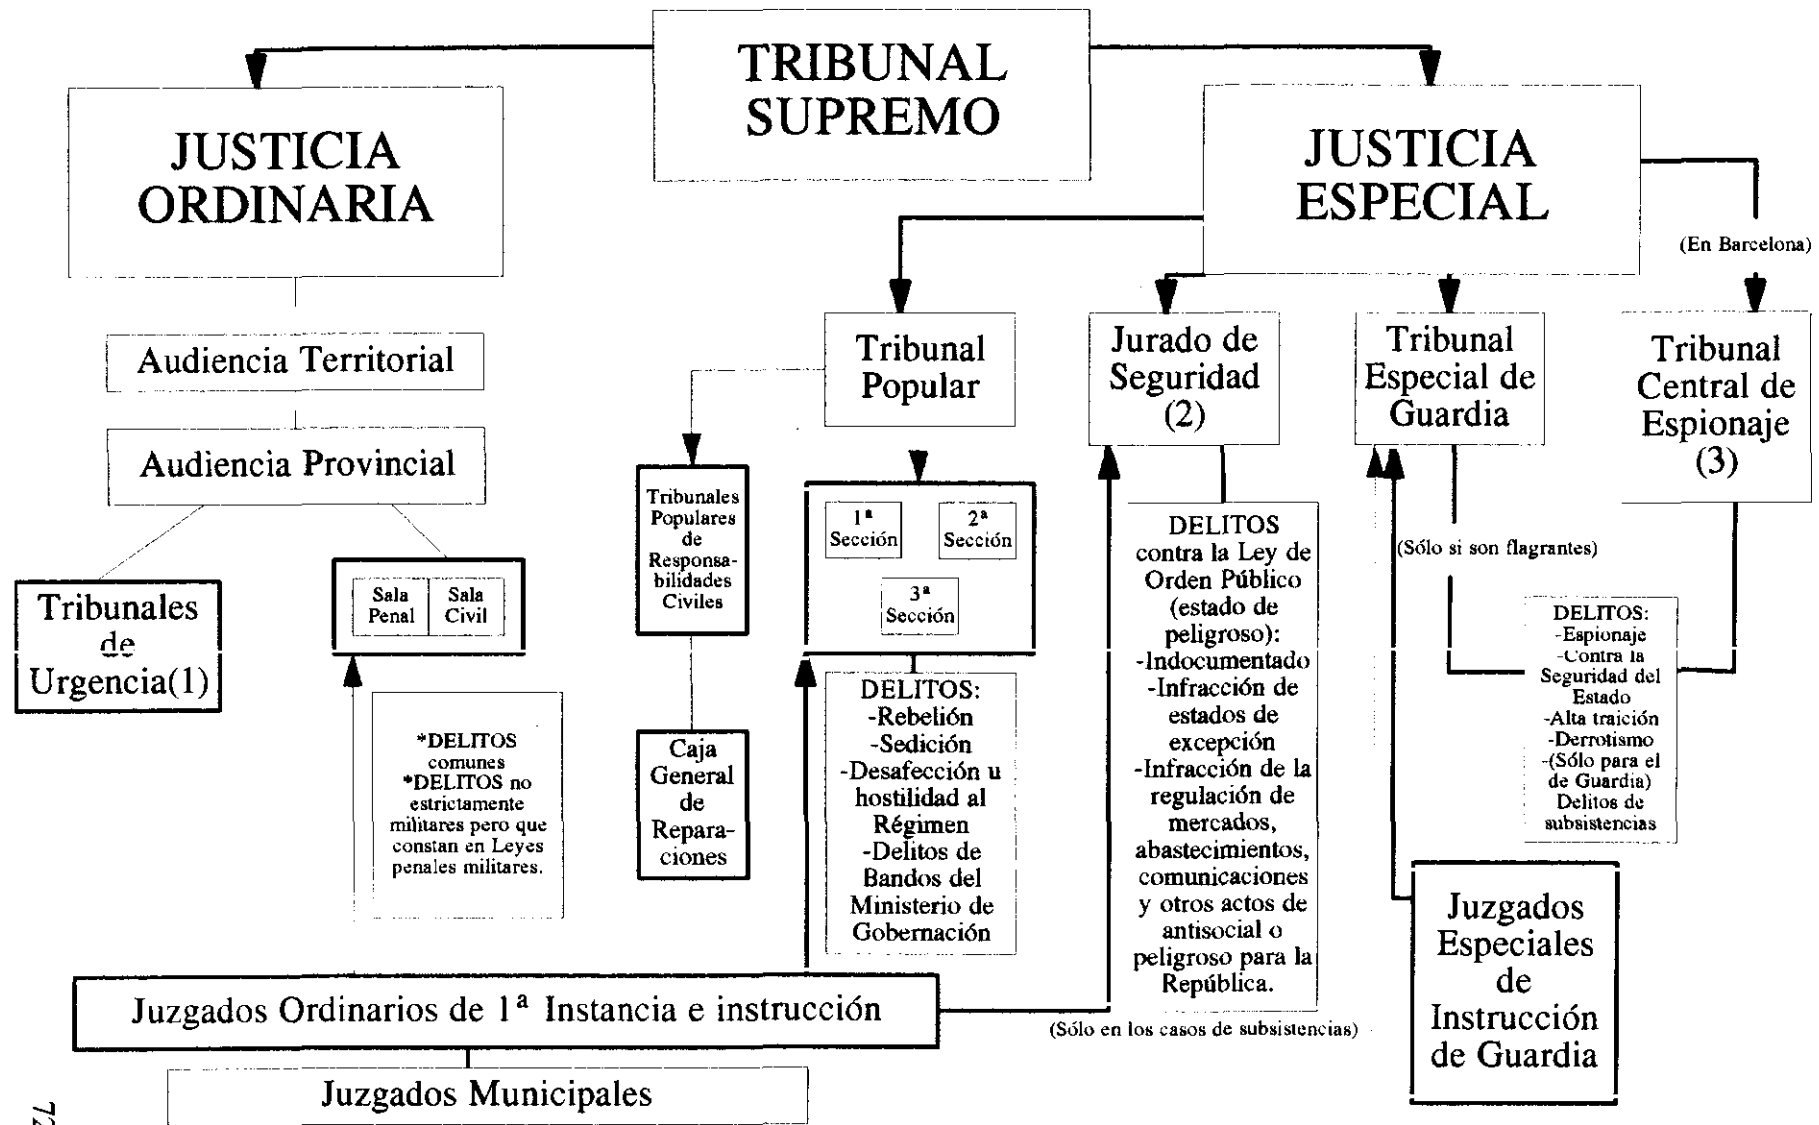 TRIBUNAL
SUPREMO
JUSTICIA
ORDINARIA
JUSTICIA
ESPECIAL
(En Barcelona)
Audiencia Territorial
Audiencia Provincial
Tribunales
de
Urgencia(1)
Sala
Penal
Sala
Civil
*DELITOS
comunes
*DELITOS no
estrictamente
militares pero que
constan en Leyes
penales militares.
Tribunal
Popular
Tribunales
Populares
de
Responsa-
bilidades
Civiles
Caja
General
de
Repara-
ciones
1ª
Sección
2ª
Sección
3ª
Sección
DELITOS:
-Rebelión
-Sedición
-Desafección u
hostilidad al
Régimen
-Delitos de
Bandos del
Ministerio de
Gobernación
Jurado de
Seguridad
(2)
DELITOS
contra la Ley de
Orden Público
(estado de
peligroso):
-Indocumentado
-Infracción de
estados de
excepción
-Infracción de la
regulación de
mercados,
abastecimientos,
comunicaciones
y otros actos de
antisocial o
peligroso para la
República.
Tribunal
Especial de
Guardia
(Sólo si son flagrantes)
Tribunal
Central de
Espionaje
(3)
DELITOS:
-Espionaje
-Contra la
Seguridad del
Estado
-Alta traición
-Derrotismo
-(Sólo para el
de Guardia)
Delitos de
subsistencias
Juzgados
Especiales
de
Instrucción
de Guardia
Juzgados Ordinarios de 1ª Instancia e instrucción
(Sólo en los casos de subsistencias)
Juzgados Municipales